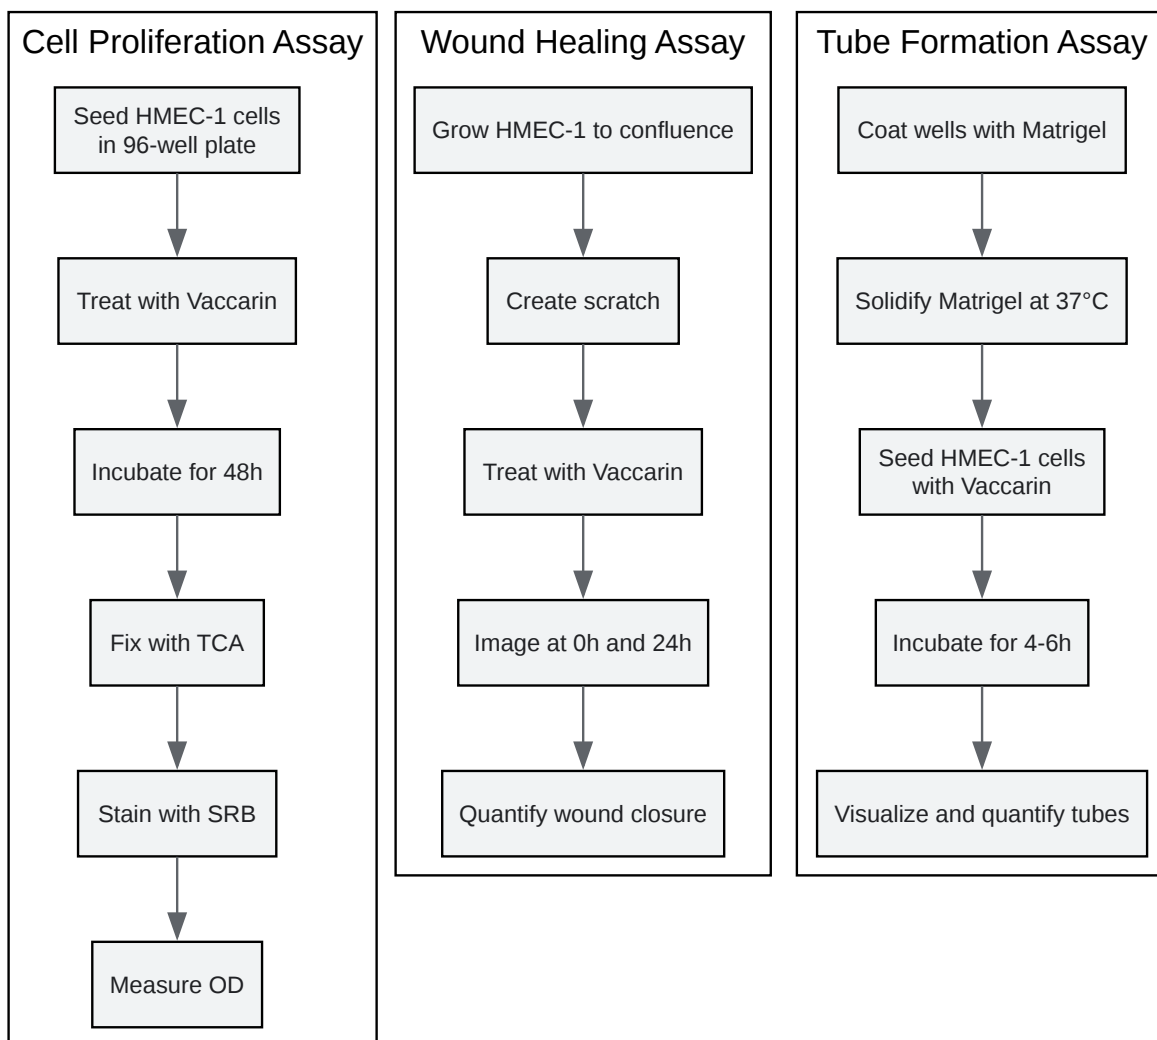 Cell Proliferation Assay
Seed HMEC-1 cells
in 96-well plate
Treat with Vaccarin
Incubate for 48h
Fix with TCA
Stain with SRB
Measure OD
Wound Healing Assay
Grow HMEC-1 to confluence
Create scratch
Treat with Vaccarin
Image at 0h and 24h
Quantify wound closure
Tube Formation Assay
Coat wells with Matrigel
Solidify Matrigel at 37°C
Seed HMEC-1 cells
with Vaccarin
Incubate for 4-6h
Visualize and quantify tubes